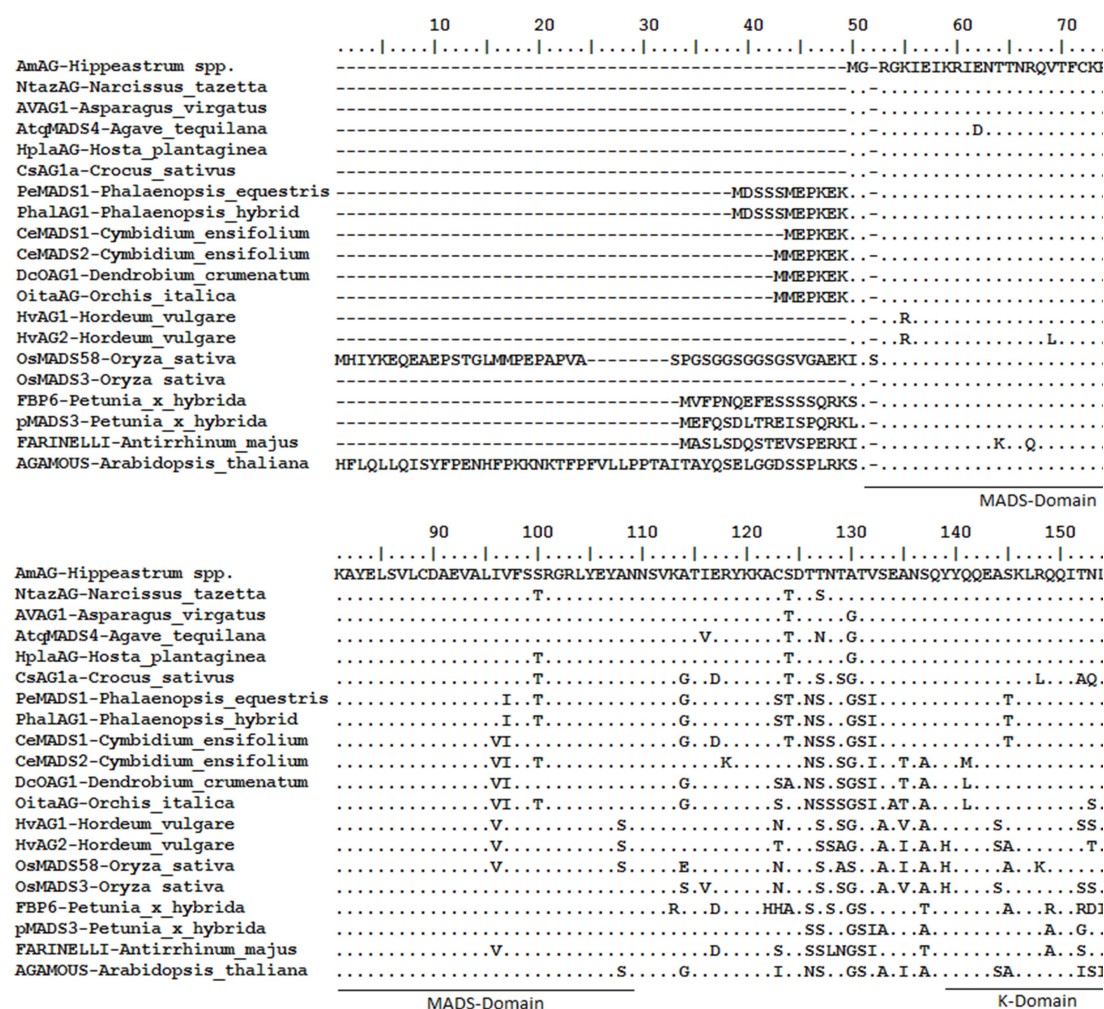 10 20 30 40 50 60 70
....|....|....|....|....|....|....|....|....|....|....|....|....|....|....
AmAG-Hippeastrum spp. -------------------------------------------------MG-RGKIEIKRIENTTNRQVTFCKR
NtazAG-Narcissus_tazetta -------------------------------------------------..-......................
AVAG1-Asparagus_virgatus -------------------------------------------------..-......................
AtqMADS4-Agave_tequilana -------------------------------------------------..-.........D............
HplaAG-Hosta_plantaginea -------------------------------------------------..-......................
CsAG1a-Crocus_sativus -------------------------------------------------..-......................
PeMADS1-Phalaenopsis_equestris --------------------------------------MDSSSMEPKEK..-......................
PhalAG1-Phalaenopsis_hybrid --------------------------------------MDSSSMEPKEK..-......................
CeMADS1-Cymbidium_ensifolium -------------------------------------------MEPKEK..-......................
CeMADS2-Cymbidium_ensifolium ------------------------------------------MMEPKEK..-......................
DcOAG1-Dendrobium_crumenatum ------------------------------------------MMEPKEK..-......................
OitaAG-Orchis_italica ------------------------------------------MMEPKEK..-......................
HvAG1-Hordeum_vulgare -------------------------------------------------..-..R...................
HvAG2-Hordeum_vulgare -------------------------------------------------..-..R.............L.....
OsMADS58-Oryza_sativa MHIYKEQEAEPSTGLMMPEPAPVA--------SPGSGGSGGSGSVGAEKI.S......................
OsMADS3-Oryza sativa -------------------------------------------------..-......................
FBP6-Petunia_x_hybrida ---------------------------------MVFPNQEFESSSSQRKS.-......................
pMADS3-Petunia_x_hybrida ---------------------------------MEFQSDLTREISPQRKL.-......................
FARINELLI-Antirrhinum_majus ---------------------------------MASLSDQSTEVSPERKI.-...........K..Q.......
AGAMOUS-Arabidopsis_thaliana HFLQLLQISYFPENHFPKKNKTFPFVLLPPTAITAYQSELGGDSSPLRKS.-......................
MADS-Domain
90 100 110 120 130 140 150
....|....|....|....|....|....|....|....|....|....|....|....|....|....|....
AmAG-Hippeastrum spp. KAYELSVLCDAEVALIVFSSRGRLYEYANNSVKATIERYKKACSDTTNTATVSEANSQYYQQEASKLRQQITNL
NtazAG-Narcissus_tazetta ...................T.......................T..S...........................
AVAG1-Asparagus_virgatus ...........................................T.....G........................
AtqMADS4-Agave_tequilana ...................................V.......T..N..G........................
HplaAG-Hosta_plantaginea ...................T.......................T.....G........................
CsAG1a-Crocus_sativus ...................T.............G..D......T..S.SG.................L...AQ.
PeMADS1-Phalaenopsis_equestris ................I..T.............G........ST.NS..GSI............T.........
PhalAG1-Phalaenopsis_hybrid ................I..T.............G........ST.NS..GSI............T.........
CeMADS1-Cymbidium_ensifolium ...............VI................G..D......T.NSS.GSI............T.........
CeMADS2-Cymbidium_ensifolium ...............VI..T.................K.......NS.SGSI..T.A...M.............
DcOAG1-Dendrobium_crumenatum ...............VI................G........SA.NS.SGSI..T.A...L.............
OitaAG-Orchis_italica ...............VI..T.............G........S..NSSSGSI.AT.A...L...........S.
HvAG1-Hordeum_vulgare ...............V...........S..............N...S.SG..A.V.A......S.......SS.
HvAG2-Hordeum_vulgare ...............V...........S..............T...SSAG..A.I.A.H....SA.......T.
OsMADS58-Oryza_sativa ...............V...........S.....E........N...S.AS..A.I.A.H.....A..K......
OsMADS3-Oryza sativa .................................S.V......N...S.SG..A.V.A.H....S.......SS.
FBP6-Petunia_x_hybrida ................................R...D....HHA.S.S.GS.....T.......A...R..RDI
pMADS3-Petunia_x_hybrida .............................................SS..GSIA...A...........A..G..
FARINELLI-Antirrhinum_majus ...............V....................D.....S..SSLNGSI....T...........A..S..
AGAMOUS-Arabidopsis_thaliana ...........................S.....G........I..NS..GS.A.I.A......SA......ISI
MADS-Domain
K-Domain